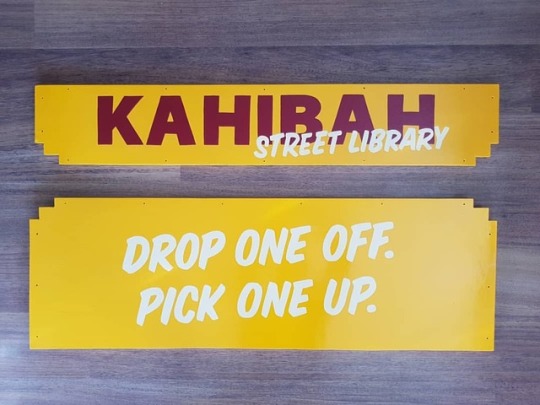 KAHIBAH
STREET LIBRARY
DROP ONE OFF.
PICK ONE UP.